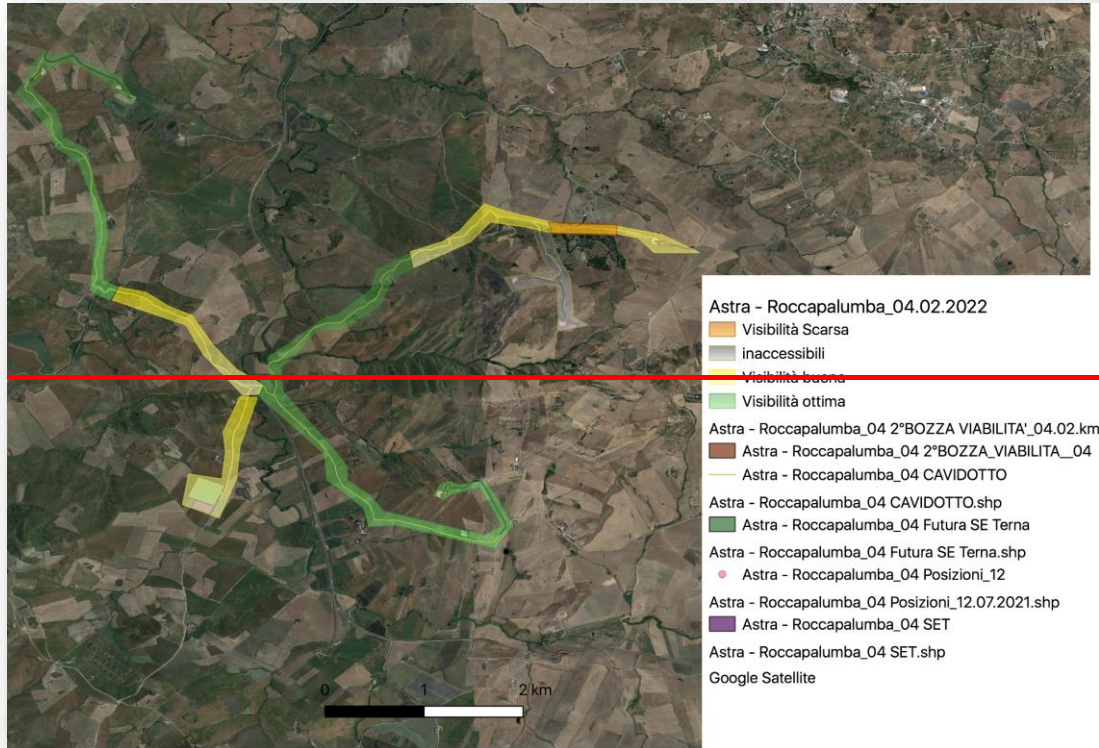 Astra - Roccapalumba_04.02.2022
Visibilità Scarsa
inaccessibili
Visibilità buona
Visibilità ottima
Astra - Roccapalumba_04 2°BOZZA VIABILITA'_04.02.km
Astra - Roccapalumba_04 2°BOZZA_VIABILITA__04
Astra - Roccapalumba_04 CAVIDOTTO
Astra - Roccapalumba_04 CAVIDOTTO.shp
Astra - Roccapalumba_04 Futura SE Terna
Astra - Roccapalumba_04 Futura SE Terna.shp
Astra - Roccapalumba_04 Posizioni_12
Astra - Roccapalumba_04 Posizioni_12.07.2021.shp
Astra - Roccapalumba_04 SET
Astra - Roccapalumba_04 SET.shp
Google Satellite
0 1 2 km